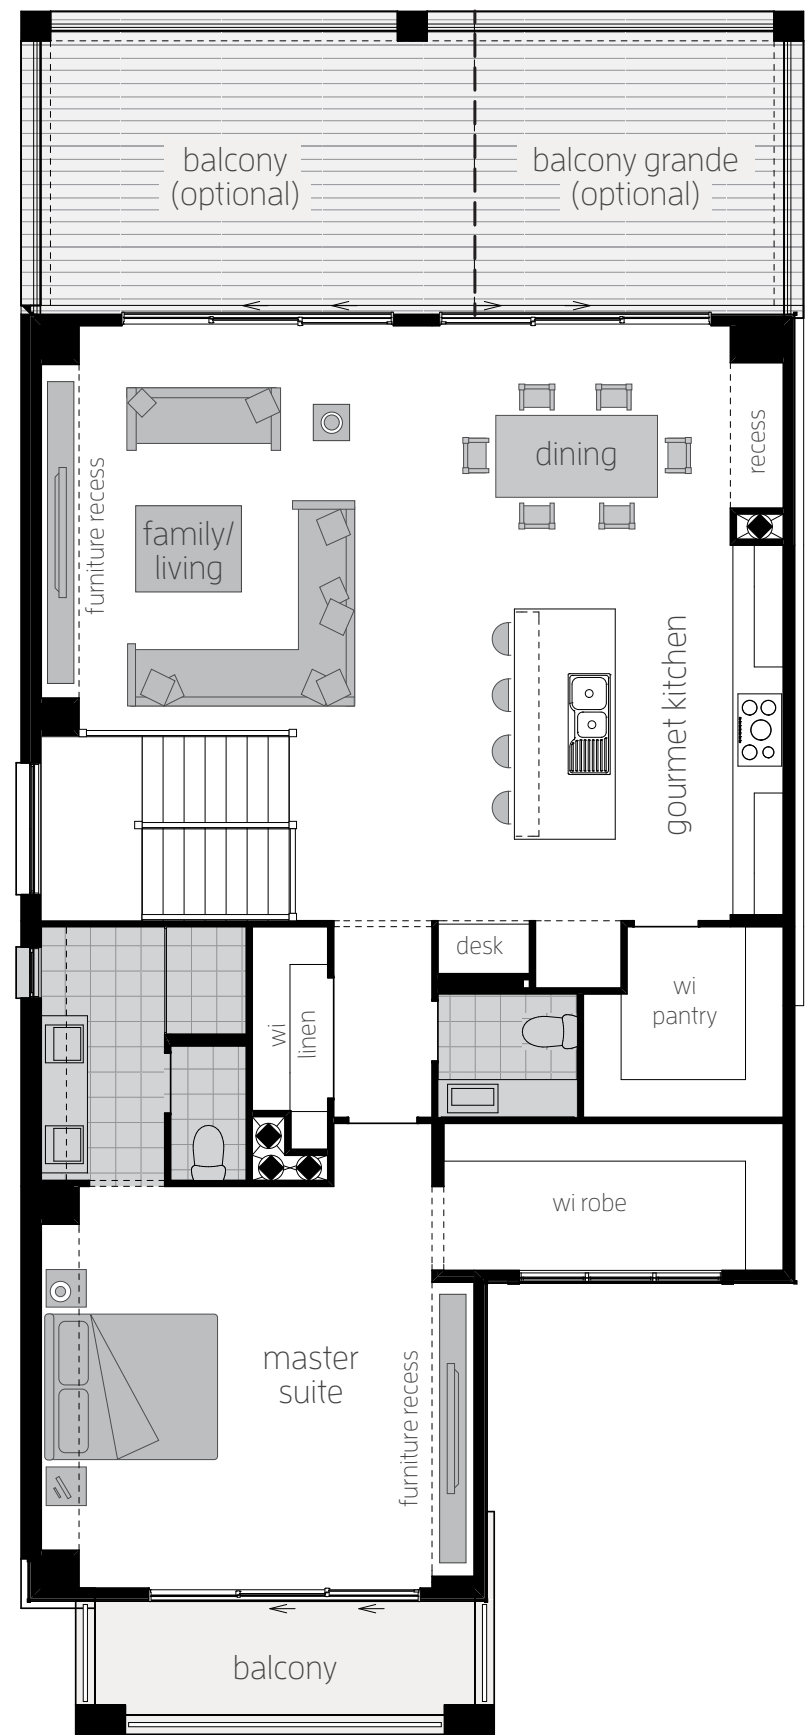 balcony
(optional)
balcony grande
(optional)
recess
dining
furniture recess
family/
living
gourmet kitchen
desk
wi
pantry
wi
linen
wi robe
master
suite
furniture recess
balcony